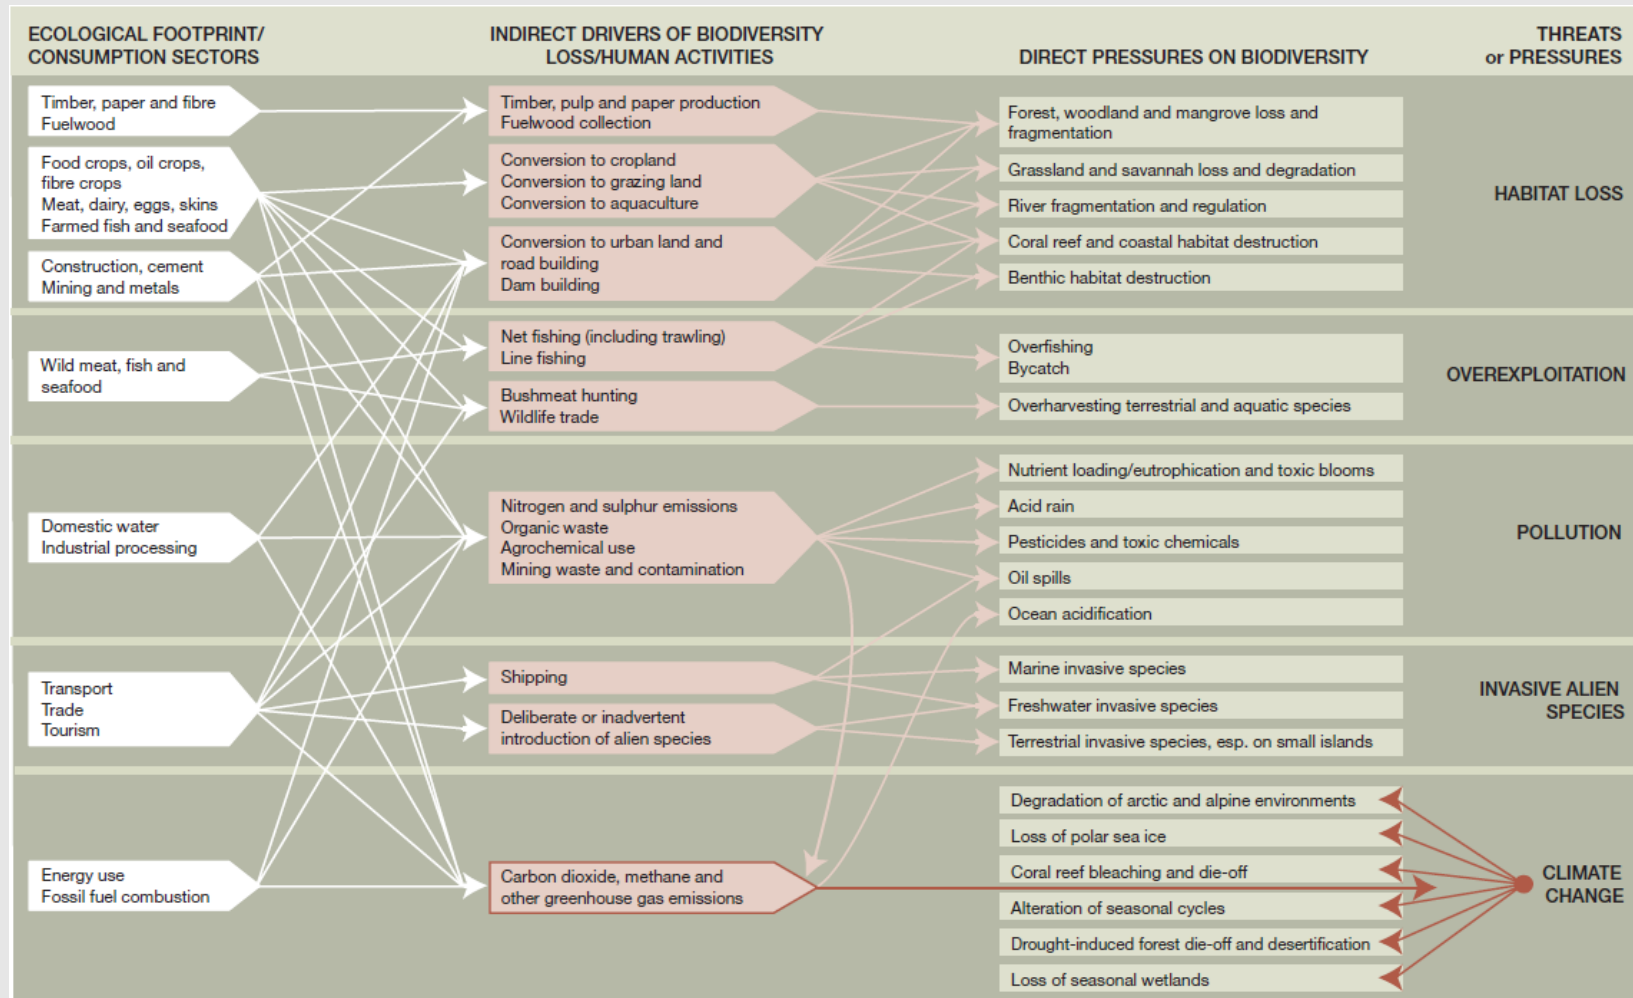 ECOLOGICAL FOOTPRINT/
CONSUMPTION SECTORS
INDIRECT DRIVERS OF BIODIVERSITY
LOSS/HUMAN ACTIVITIES
DIRECT PRESSURES ON BIODIVERSITY
THREATS
or PRESSURES
Timber, paper and fibre
Fuelwood
Food crops, oil crops,
fibre crops
Meat, dairy, eggs, skins
Farmed fish and seafood
Construction, cement
Mining and metals
Timber, pulp and paper production
Fuelwood collection
Conversion to cropland
Conversion to grazing land
Conversion to aquaculture
Conversion to urban land and
road building
Dam building
Forest, woodland and mangrove loss and
fragmentation
Grassland and savannah loss and degradation
River fragmentation and regulation
Coral reef and coastal habitat destruction
Benthic habitat destruction
HABITAT LOSS
Wild meat, fish and
seafood
Net fishing (including trawling)
Line fishing
Bushmeat hunting
Wildlife trade
Overfishing
Bycatch
Overharvesting terrestrial and aquatic species
OVEREXPLOITATION
Domestic water
Industrial processing
Nitrogen and sulphur emissions
Organic waste
Agrochemical use
Mining waste and contamination
Nutrient loading/eutrophication and toxic blooms
Acid rain
Pesticides and toxic chemicals
Oil spills
Ocean acidification
POLLUTION
Transport
Trade
Tourism
Shipping
Deliberate or inadvertent
introduction of alien species
Marine invasive species
Freshwater invasive species
Terrestrial invasive species, esp. on small islands
INVASIVE ALIEN
SPECIES
Energy use
Fossil fuel combustion
Carbon dioxide, methane and
other greenhouse gas emissions
Degradation of arctic and alpine environments
Loss of polar sea ice
Coral reef bleaching and die-off
Alteration of seasonal cycles
Drought-induced forest die-off and desertification
Loss of seasonal wetlands
CLIMATE
CHANGE